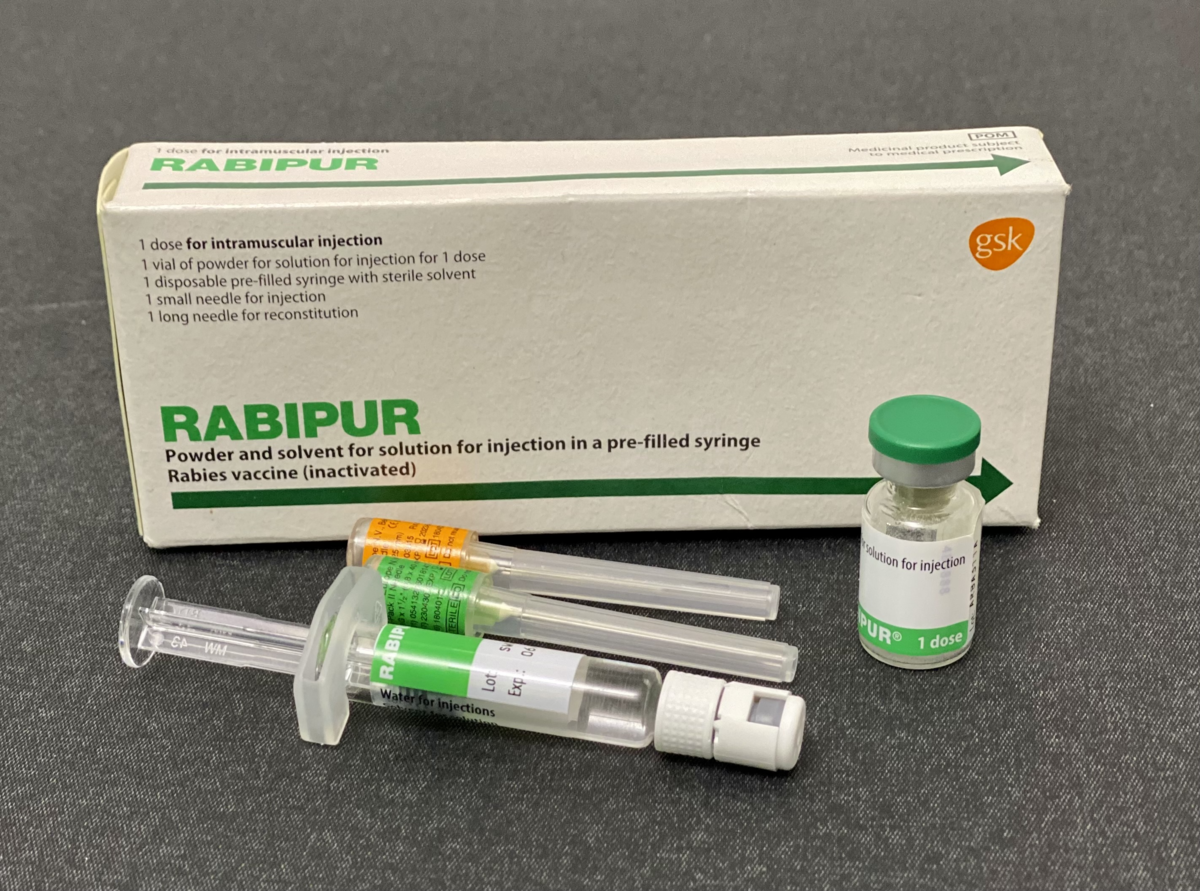 1 dose for intramuscular injection
RABIPUR
POM
Medicinal product subject
to medical prescription
gsk
1 dose for intramuscular injection
1 vial of powder for solution for injection for 1 dose
1 disposable pre-filled syringe with sterile solvent
1 small needle for injection
1 long needle for reconstitution
RABIPUR
Powder and solvent for solution for injection in a pre-filled syringe
Rabies vaccine (inactivated)
solution for injection
PUR®
1 dose
STERILE
RABIP
Lot:
Exp.:
06
Water for injections